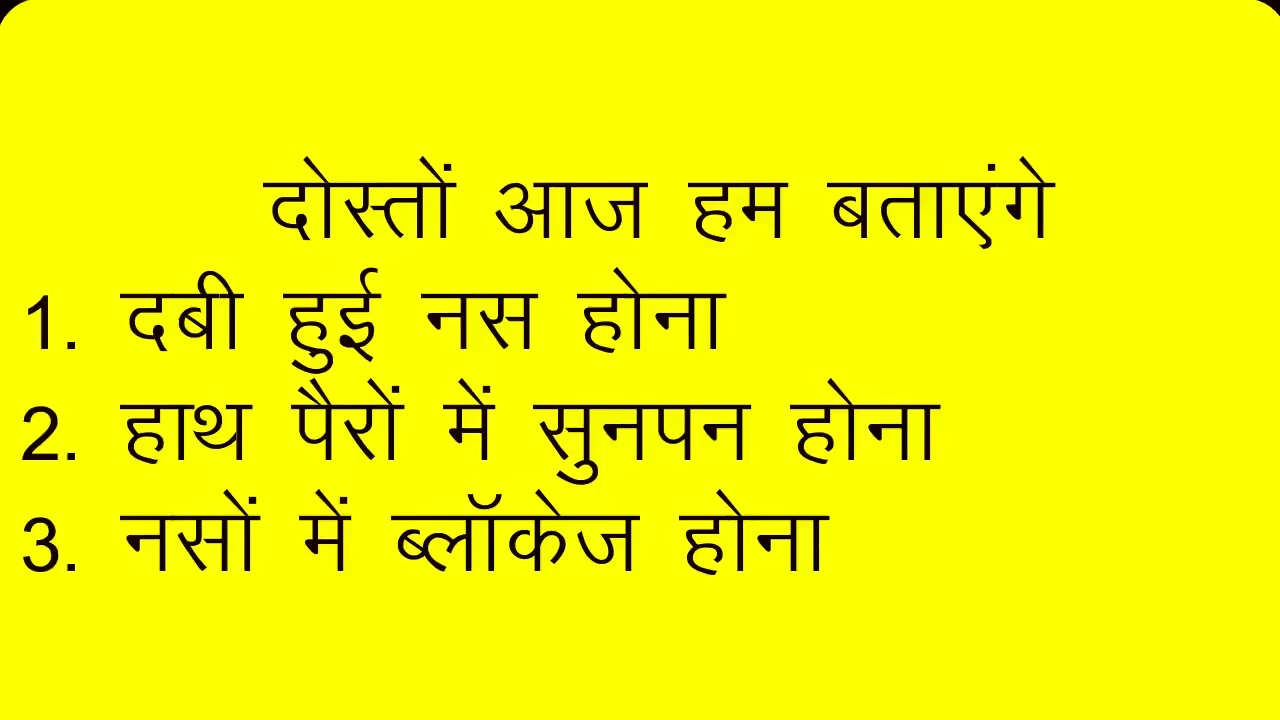 दोस्तों आज हम बताएंगे
1. दबी हुई नस होना
2. हाथ पैरों में सुनपन होना
3. नसों में ब्लॉकेज होना